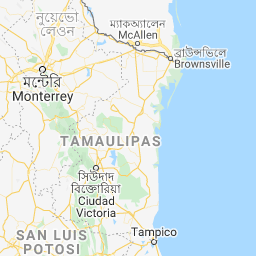 নুয়েভো
লেওন
ম্যাকঅ্যালেন
McAllen
ব্রাউন্সভিলে
Brownsville
মন্টেরি
Monterrey
TAMAULIPAS
সিউদাদ
বিক্তোরিয়া
Ciudad
Victoria
SAN LUIS
POTOSI
Tampico